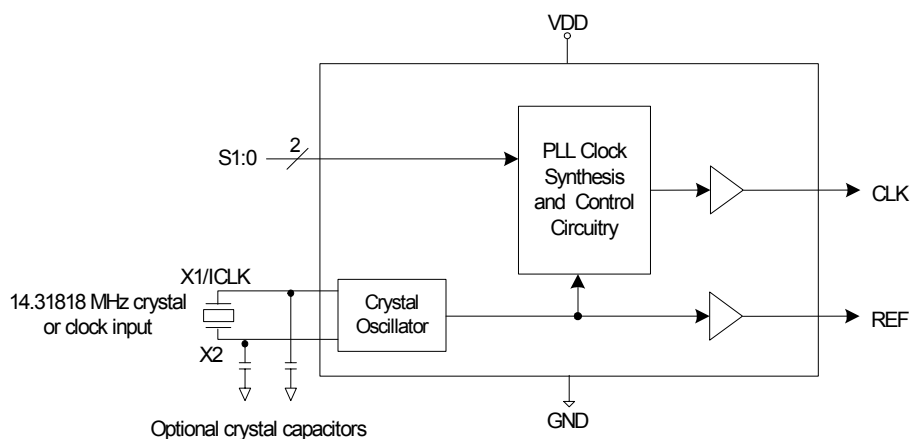 VDD
S1:0
2
PLL Clock
Synthesis
and Control
Circuitry
CLK
X1/ICLK
14.31818 MHz crystal
or clock input
Crystal
Oscillator
REF
X2
GND
Optional crystal capacitors